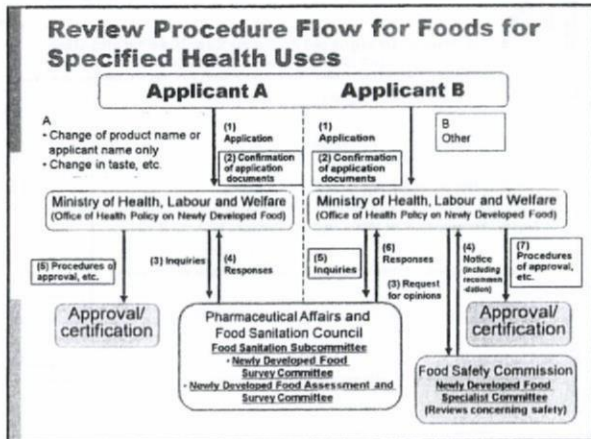 Review Procedure Flow for Foods for
Specified Health Uses
Applicant A
Applicant B
A
• Change of product name or
applicant name only
• Change in taste, etc.
(1)
Application
(2) Confirmation
of application
documents
(1)
Application
(2) Confirmation
of application
documents
B
Other
Ministry of Health, Labour and Welfare
(Office of Health Policy on Newly Developed Food)
Ministry of Health, Labour and Welfare
(Office of Health Policy on Newly Developed Food)
(5) Procedures of
approval, etc.
(3) Inquiries
(4)
Responses
(5)
Inquiries
(6)
Responses
(3) Request
for opinions
(4)
Notice
(including
recommen
-dation)
(7)
Procedures
of approval,
etc.
Approval/
certification
Pharmaceutical Affairs and
Food Sanitation Council
Food Sanitation Subcommittee
• Newly Developed Food
Survey Committee
• Newly Developed Food Assessment and
Survey Committee
Approval/
certification
Food Safety Commission
Newly Developed Food
Specialist Committee
(Reviews concerning safety)